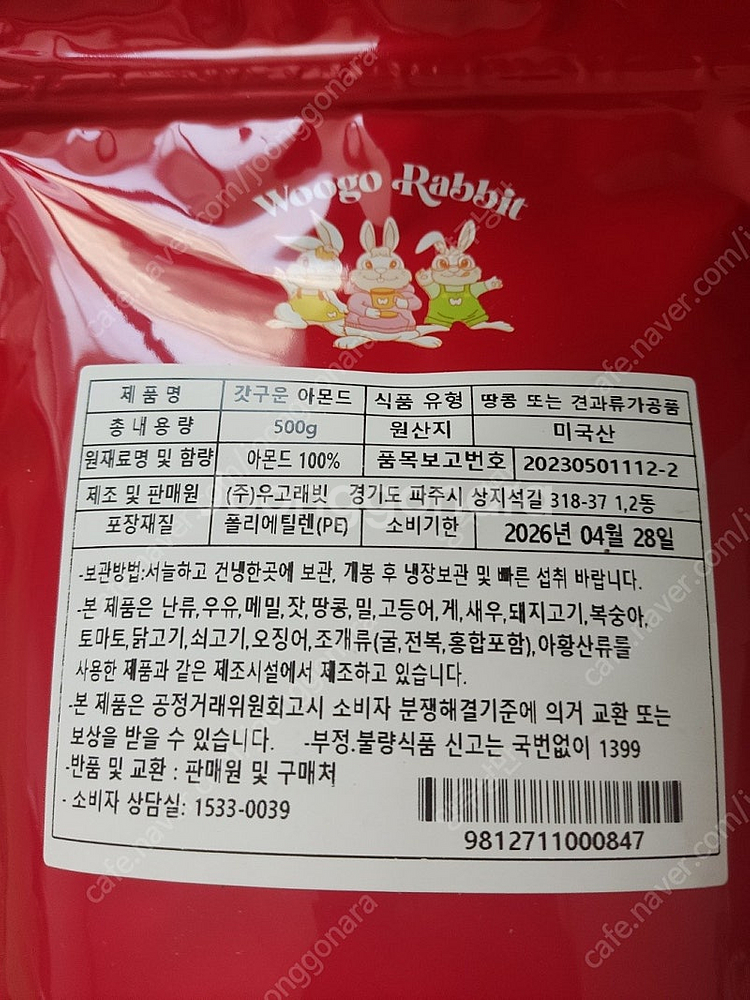 Woogo Rabbit
제품명 갓구운 아몬드 식품 유형 땅콩 또는 견과류가공품
총내용량 500g 원산지 미국산
원재료명 및 함량 아몬드 100% 품목보고번호 20230501112-2
제조 및 판매원 (주)우고래빗 경기도 파주시 상지석길 318-37 1,2동
포장재질 폴리에틸렌(PE) 소비기한 2026년 04월 28일
-보관방법:서늘하고 건냉한곳에 보관, 개봉 후 냉장보관 및 빠른 섭취 바랍니다.
-본 제품은 난류,우유,메밀,잣,땅콩,밀,고등어,게,새우,돼지고기,복숭아,
토마토,닭고기,쇠고기,오징어,조개류(굴,전복,홍합포함),아황산류를
사용한 제품과 같은 제조시설에서 제조하고 있습니다.
-본 제품은 공정거래위원회고시 소비자 분쟁해결기준에 의거 교환 또는
보상을 받을 수 있습니다. -부정.불량식품 신고는 국번없이 1399
-반품 및 교환 : 판매원 및 구매처
- 소비자 상담실: 1533-0039
9812711000847
cafe.naver.com/joonggonara
joonggonara